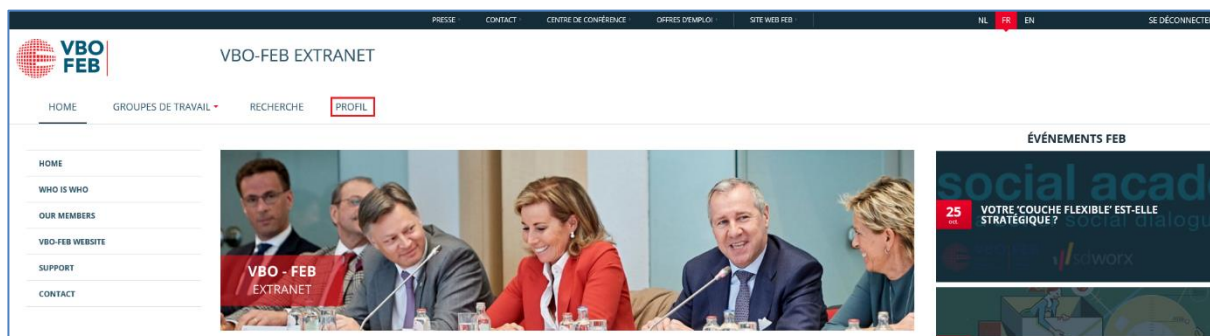 PRESSE CONTACT CENTRE DE CONFÉRENCE OFFRES D'EMPLOI SITE WEB FEB NL FR EN SE DÉCONNECTER
VBO
FEB
VBO-FEB EXTRANET
HOME GROUPES DE TRAVAIL RECHERCHE PROFIL
HOME
WHO IS WHO
OUR MEMBERS
VBO-FEB WEBSITE
SUPPORT
CONTACT
VBO - FEB
EXTRANET
ÉVÉNEMENTS FEB
social acad
social dialogu
25
oct.
VOTRE 'COUCHE FLEXIBLE' EST-ELLE
STRATÉGIQUE ?
sdworx